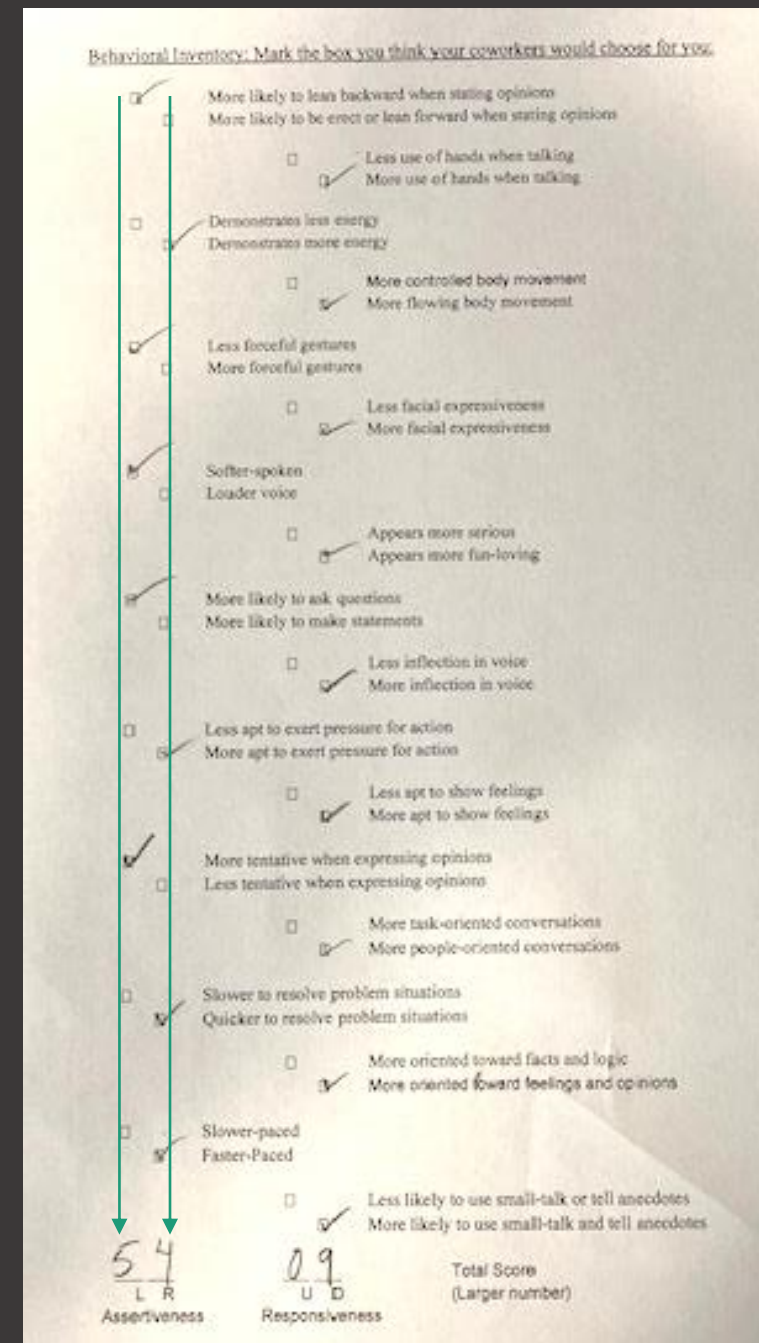 Behavioral Inventory: Mark the box you think your coworkers would choose for you.
More likely to lean backward when stating opinions
More likely to be erect or lean forward when stating opinions
Less use of hands when talking
More use of hands when talking
Demonstrates less energy
Demonstrates more energy
More controlled body movement
More flowing body movement
Less forceful gestures
More forceful gestures
Less facial expressiveness
More facial expressiveness
Softer-spoken
Louder voice
Appears more serious
Appears more fun-loving
More likely to ask questions
More likely to make statements
Less inflection in voice
More inflection in voice
Less apt to exert pressure for action
More apt to exert pressure for action
Less apt to show feelings
More apt to show feelings
More tentative when expressing opinions
Less tentative when expressing opinions
More task-oriented conversations
More people-oriented conversations
Slower to resolve problem situations
Quicker to resolve problem situations
More oriented toward facts and logic
More oriented toward feelings and opinions
Slower-paced
Faster-Paced
Less likely to use small-talk or tell anecdotes
More likely to use small-talk and tell anecdotes
5 4 0 9 Total Score
L R U D (Larger number)
Assertiveness Responsiveness